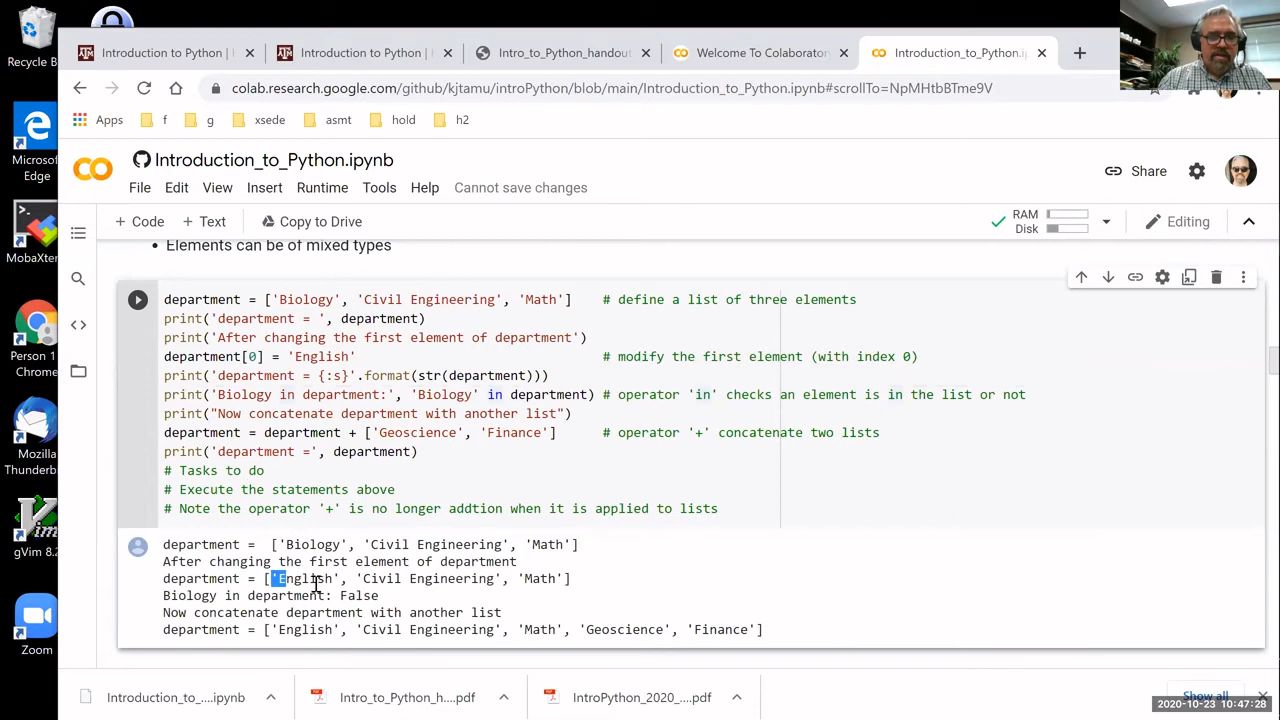 Recycle B
Microsof
Edge
MobaXter
Person 1
Chrome
Mozilla
Thunderb
gVim 8.2
Zoom
Introduction to Python |
Introduction to Python |
Intro_to_Python_handout
Welcome To Colaboratory
Introduction_to_Python.i
colab.research.google.com/github/kjtamu/introPython/blob/main/Introduction_to_Python.ipynb#scrollTo=NpMHtbBTme9V
Apps f g xsede asmt hold h2
Introduction_to_Python.ipynb
File Edit View Insert Runtime Tools Help Cannot save changes
Share
+ Code + Text Copy to Drive
RAM
Disk
Editing
• Elements can be of mixed types
department = ['Biology', 'Civil Engineering', 'Math'] # define a list of three elements
print('department = ', department)
print('After changing the first element of department')
department[0] = 'English' # modify the first element (with index 0)
print('department = {:s}'.format(str(department)))
print('Biology in department:', 'Biology' in department) # operator 'in' checks an element is in the list or not
print("Now concatenate department with another list")
department = department + ['Geoscience', 'Finance'] # operator '+' concatenate two lists
print('department =', department)
# Tasks to do
# Execute the statements above
# Note the operator '+' is no longer addtion when it is applied to lists
department =  ['Biology', 'Civil Engineering', 'Math']
After changing the first element of department
department = ['English', 'Civil Engineering', 'Math']
Biology in department: False
Now concatenate department with another list
department = ['English', 'Civil Engineering', 'Math', 'Geoscience', 'Finance']
Introduction_to_....ipynb
Intro_to_Python_h....pdf
IntroPython_2020_....pdf
Show all
2020-10-23 10:47:28